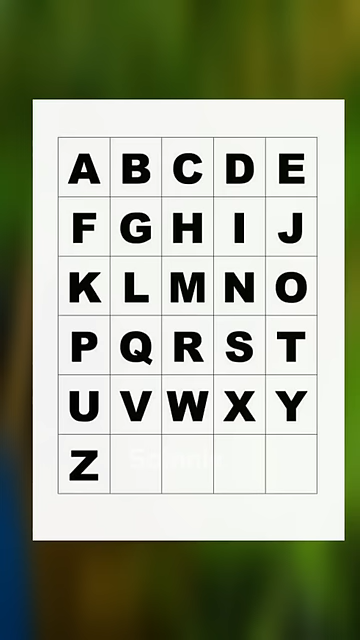 A B C D E
F G H I J
K L M N O
P Q R S T
U V W X Y
Z